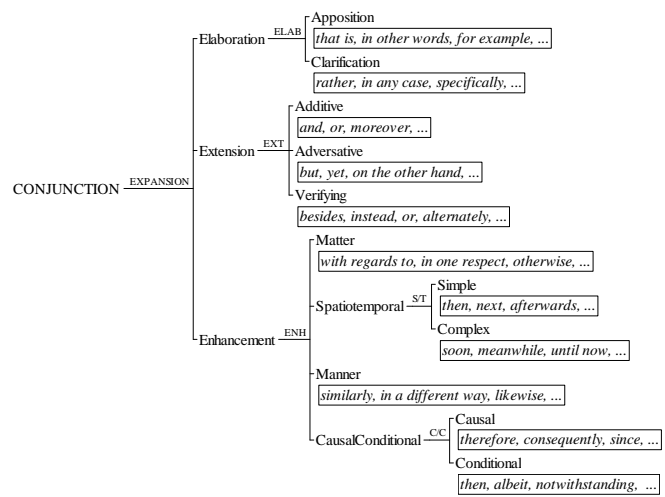 Apposition
Elaboration ELAB
that is, in other words, for example, ...
Clarification
rather, in any case, specifically, ...
Additive
and, or, moreover, ...
Extension EXT Adversative
but, yet, on the other hand, ...
CONJUNCTION EXPANSION
Verifying
besides, instead, or, alternately, ...
Matter
with regards to, in one respect, otherwise, ...
Simple
Spatiotemporal S/T
then, next, afterwards, ...
Complex
Enhancement ENH
soon, meanwhile, until now, ...
Manner
similarly, in a different way, likewise, ...
Causal
CausalConditional C/C
therefore, consequently, since, ...
Conditional
then, albeit, notwithstanding, ...